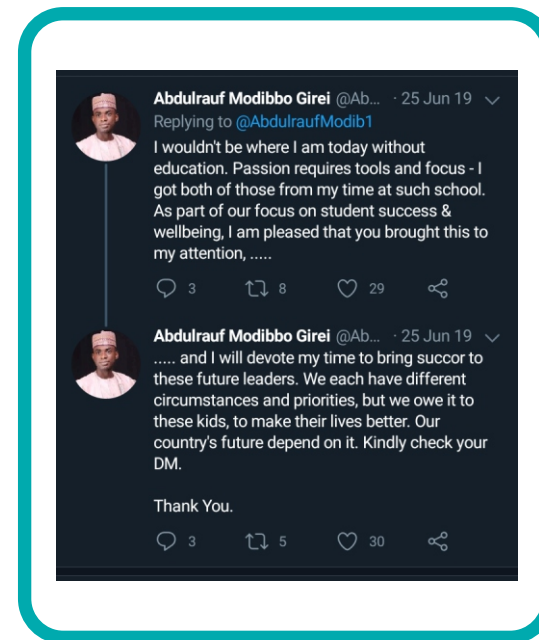 Abdulrauf Modibbo Girei @Ab... · 25 Jun 19
Replying to @AbdulraufModib1
I wouldn't be where I am today without
education. Passion requires tools and focus - I
got both of those from my time at such school.
As part of our focus on student success &
wellbeing, I am pleased that you brought this to
my attention, .....
3 8 29
Abdulrauf Modibbo Girei @Ab... · 25 Jun 19
..... and I will devote my time to bring succor to
these future leaders. We each have different
circumstances and priorities, but we owe it to
these kids, to make their lives better. Our
country's future depend on it. Kindly check your
DM.
Thank You.
3 5 30